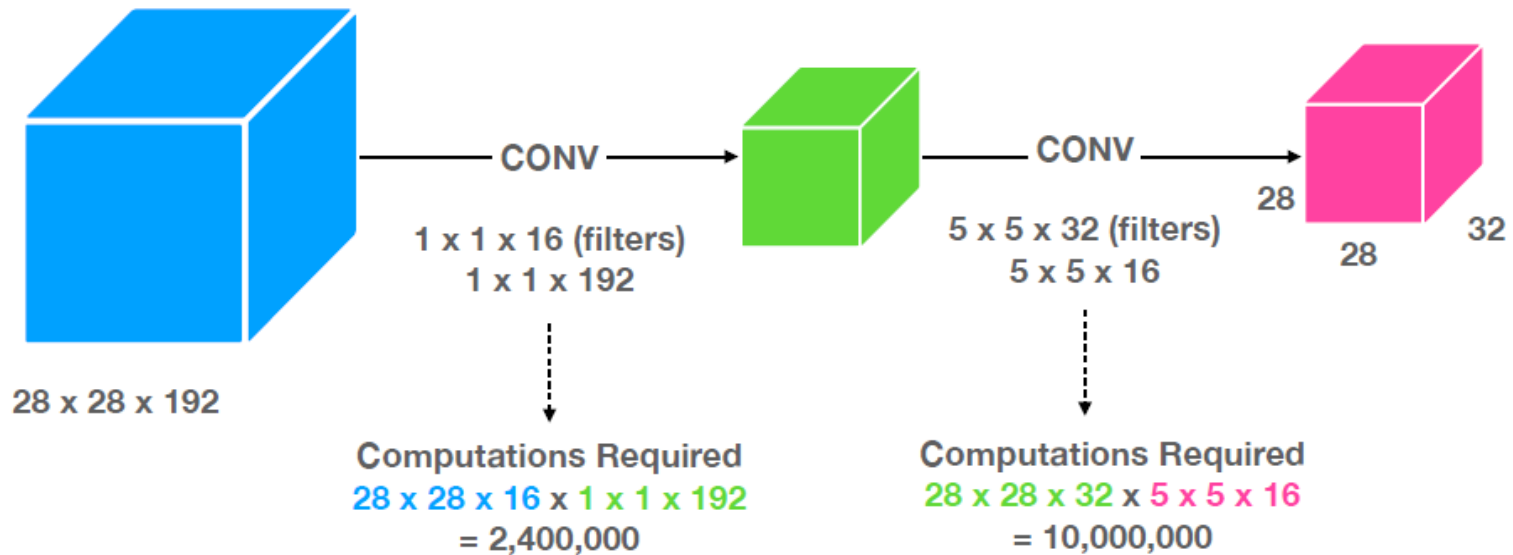 28 x 28 x 192
CONV
1 x 1 x 16 (filters)
1 x 1 x 192
Computations Required
28 x 28 x 16 x 1 x 1 x 192
= 2,400,000
CONV
5 x 5 x 32 (filters)
5 x 5 x 16
Computations Required
28 x 28 x 32 x 5 x 5 x 16
= 10,000,000
28
28
32